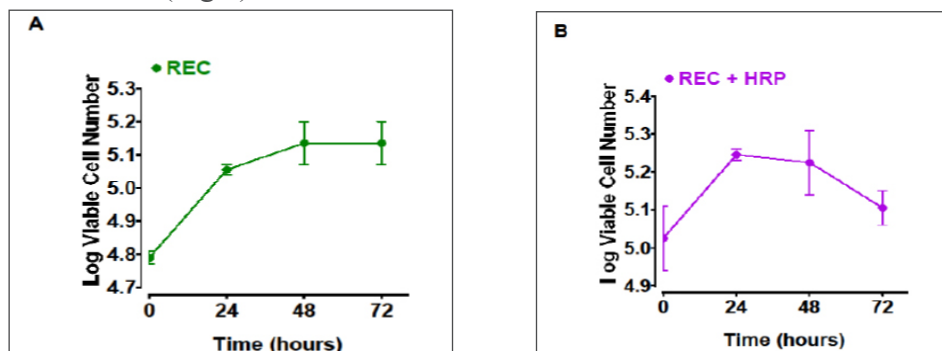 A
REC
Log Viable Cell Number
5.3
5.2
5.1
5.0
4.9
4.8
4.7
0 24 48 72
Time (hours)
B
REC + HRP
Log Viable Cell Number
5.4
5.3
5.2
5.1
5.0
4.9
0 24 48 72
Time (hours)